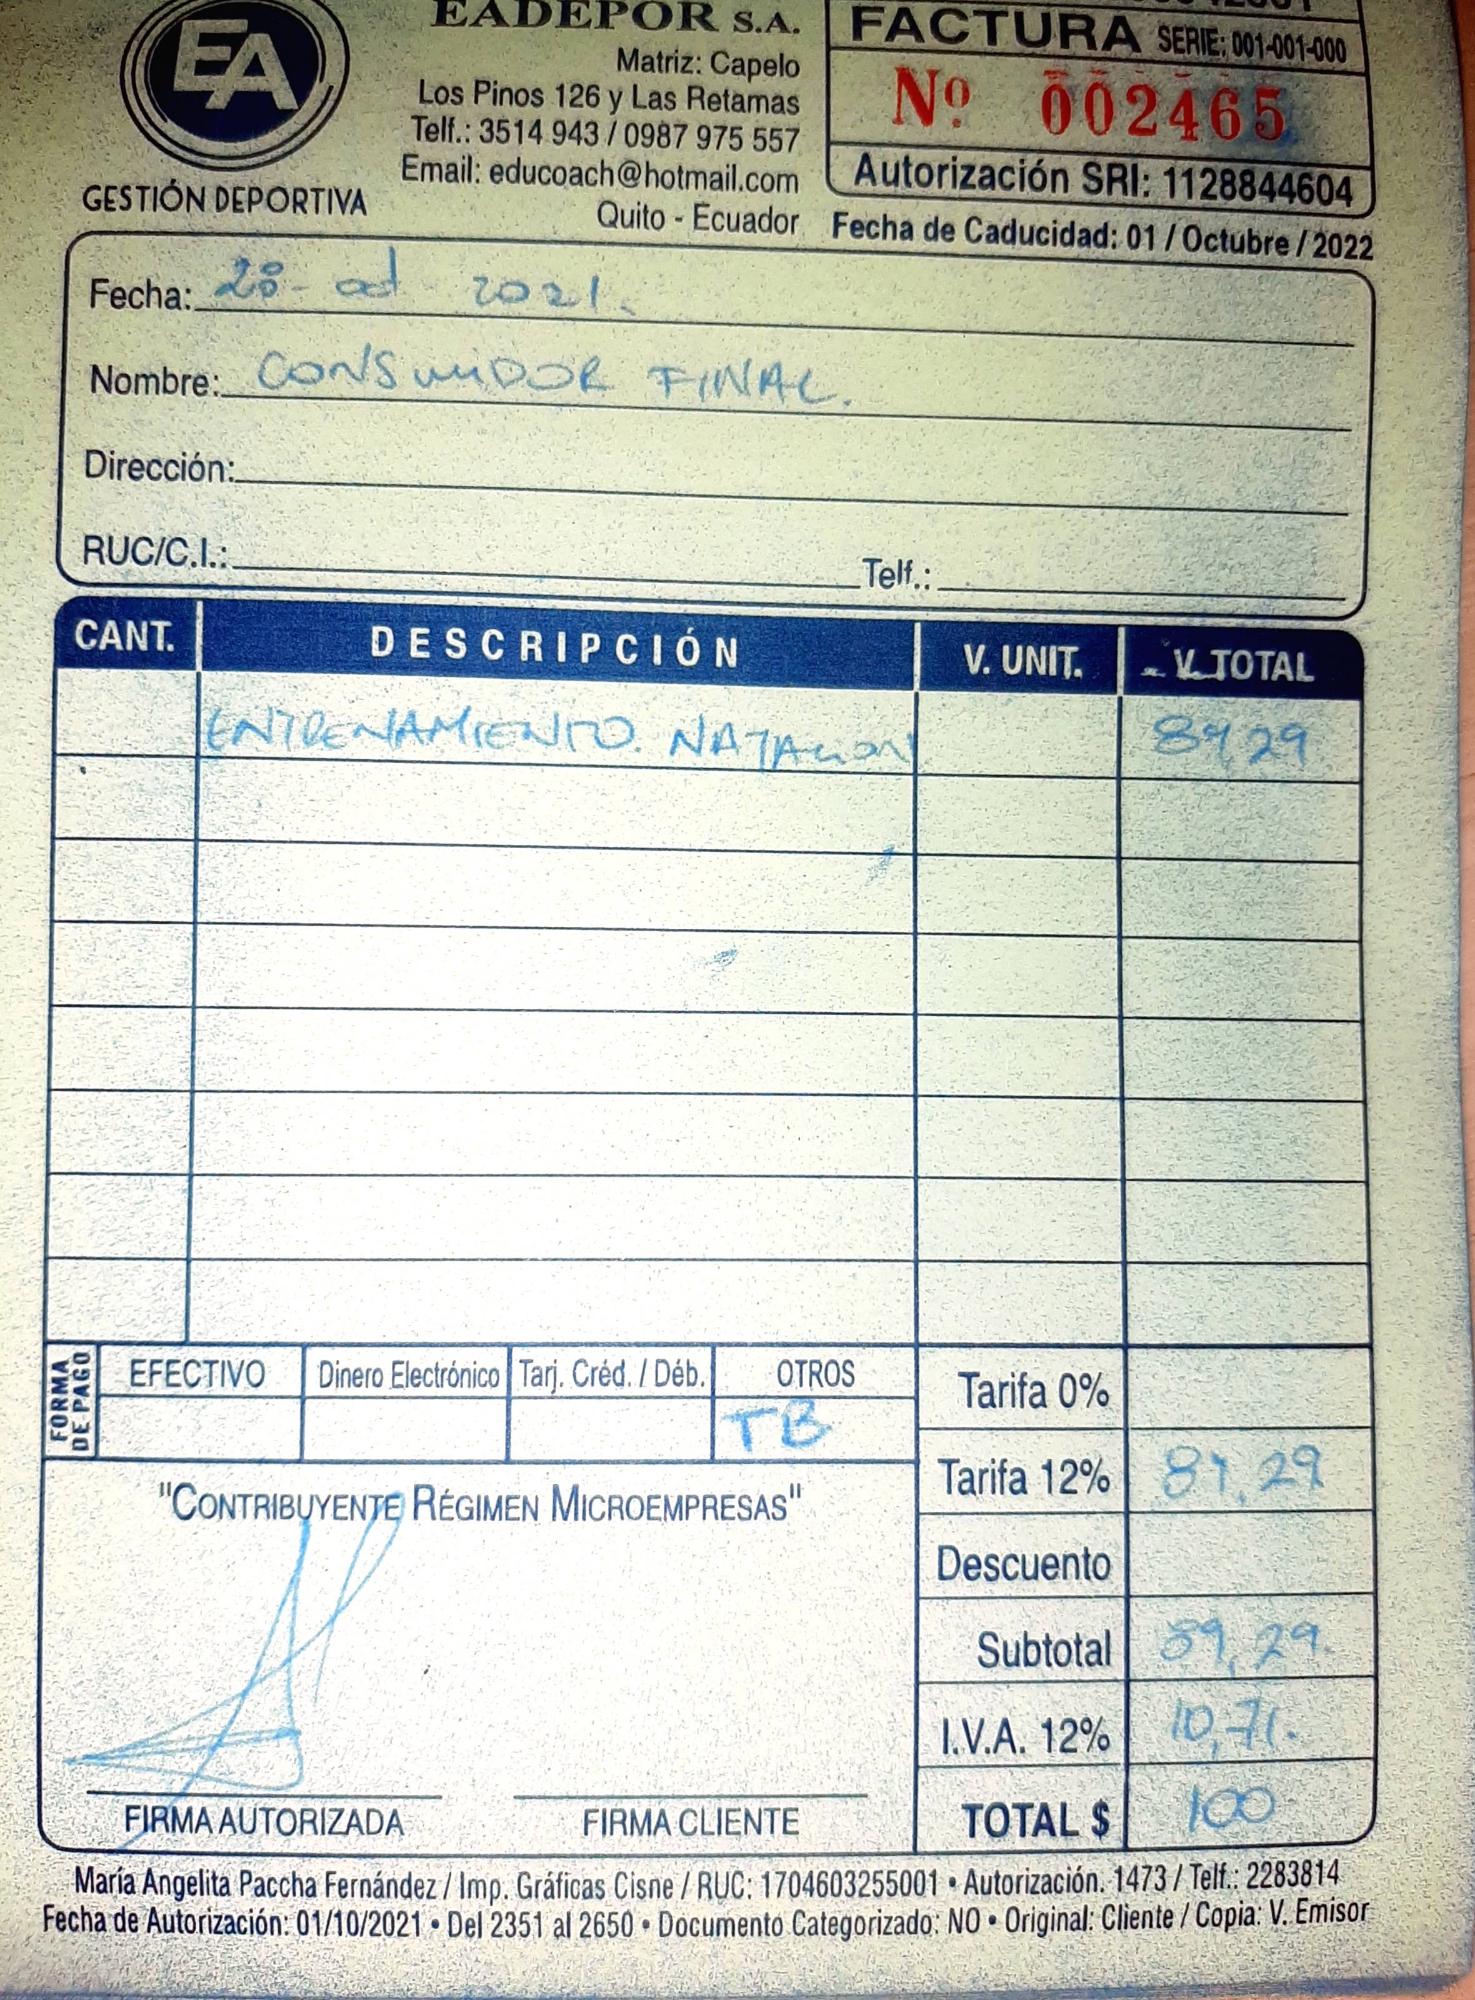 EA
GESTIÓN DEPORTIVA
EADEPOR S.A.
Matriz: Capelo
Los Pinos 126 y Las Retamas
Telf.: 3514 943 / 0987 975 557
Email: educoach@hotmail.com
Quito - Ecuador
FACTURA SERIE: 001-001-000
Nº 002465
Autorización SRI: 1128844604
Fecha de Caducidad: 01 / Octubre / 2022
Fecha: 28 - oct 2021.
Nombre: CONSUMIDOR FINAL.
Dirección:
RUC/C.I.: Telf.:
CANT. DESCRIPCIÓN V. UNIT. V. TOTAL
ENTRENAMIENTO. NATACION 89,29
FORMA DE PAGO
EFECTIVO Dinero Electrónico Tarj. Créd. / Déb. OTROS
TB
Tarifa 0%
Tarifa 12% 89,29
Descuento
Subtotal 89,29.
I.V.A. 12% 10,71.
TOTAL $ 100
"CONTRIBUYENTE RÉGIMEN MICROEMPRESAS"
FIRMA AUTORIZADA FIRMA CLIENTE
María Angelita Paccha Fernández / Imp. Gráficas Cisne / RUC: 1704603255001 • Autorización. 1473 / Telf.: 2283814
Fecha de Autorización: 01/10/2021 • Del 2351 al 2650 • Documento Categorizado: NO • Original: Cliente / Copia: V. Emisor